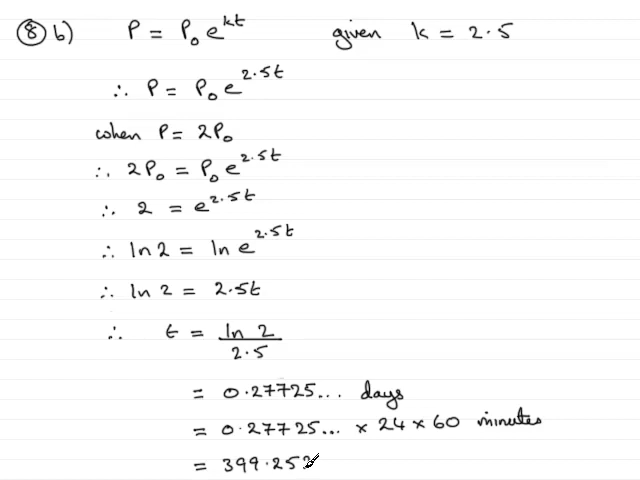 ⑧ b) P = P₀e^kt given k = 2.5
∴ P = P₀e^2.5t
when P = 2P₀
∴ 2P₀ = P₀e^2.5t
∴ 2 = e^2.5t
∴ ln 2 = ln e^2.5t
∴ ln 2 = 2.5t
∴ t = ln 2 / 2.5
= 0.27725... days
= 0.27725... × 24 × 60 minutes
= 399.253